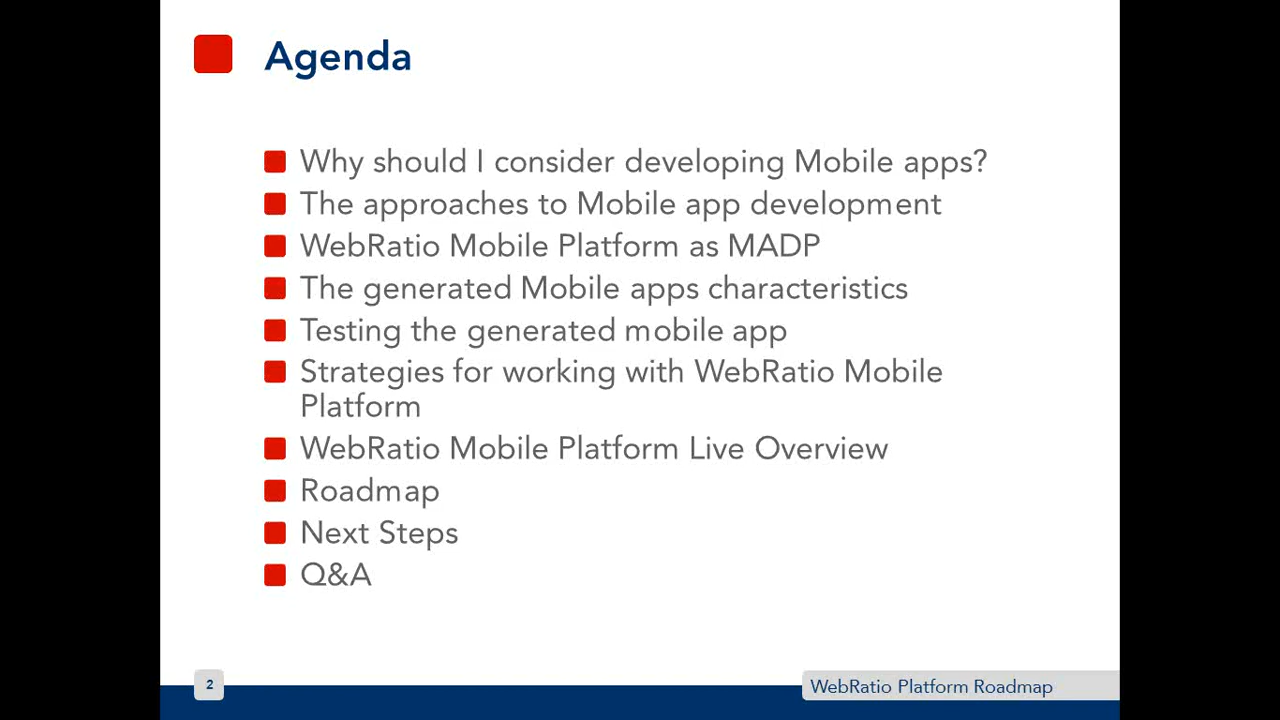 Agenda
Why should I consider developing Mobile apps?
The approaches to Mobile app development
WebRatio Mobile Platform as MADP
The generated Mobile apps characteristics
Testing the generated mobile app
Strategies for working with WebRatio Mobile
Platform
WebRatio Mobile Platform Live Overview
Roadmap
Next Steps
Q&A
2
WebRatio Platform Roadmap